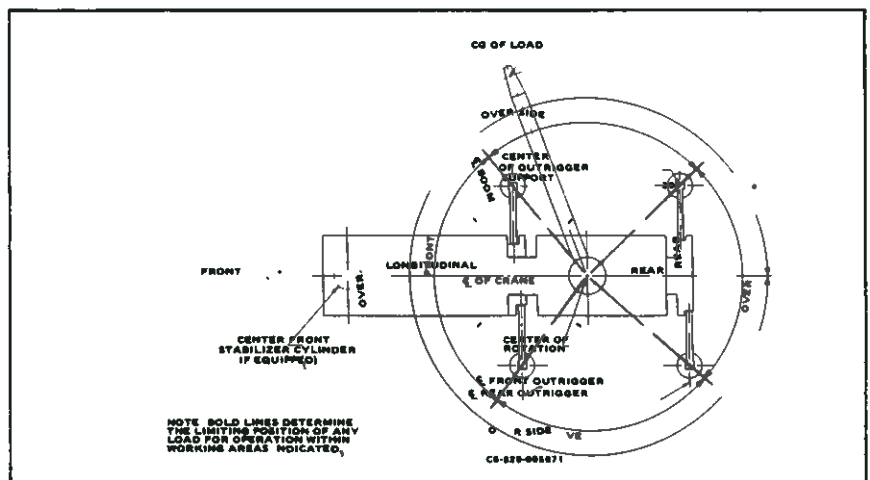 CG OF LOAD
OVER SIDE
CENTER
OF OUTRIGGER
SUPPORT
BOOM
FRONT
FRONT
LONGITUDINAL
℄ OF CRANE
REAR
REAR
OVER
OVER
CENTER FRONT
STABILIZER CYLINDER
(IF EQUIPPED)
CENTER OF
ROTATION
℄ FRONT OUTRIGGER
℄ REAR OUTRIGGER
NOTE BOLD LINES DETERMINE
THE LIMITING POSITION OF ANY
LOAD FOR OPERATION WITHIN
WORKING AREAS INDICATED
O R SIDE VE